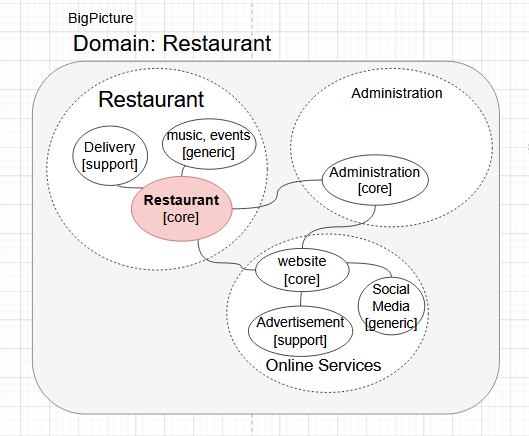 BigPicture
Domain: Restaurant
Restaurant
Delivery
[support]
music, events
[generic]
Restaurant
[core]
Administration
Administration
[core]
website
[core]
Social
Media
[generic]
Advertisement
[support]
Online Services